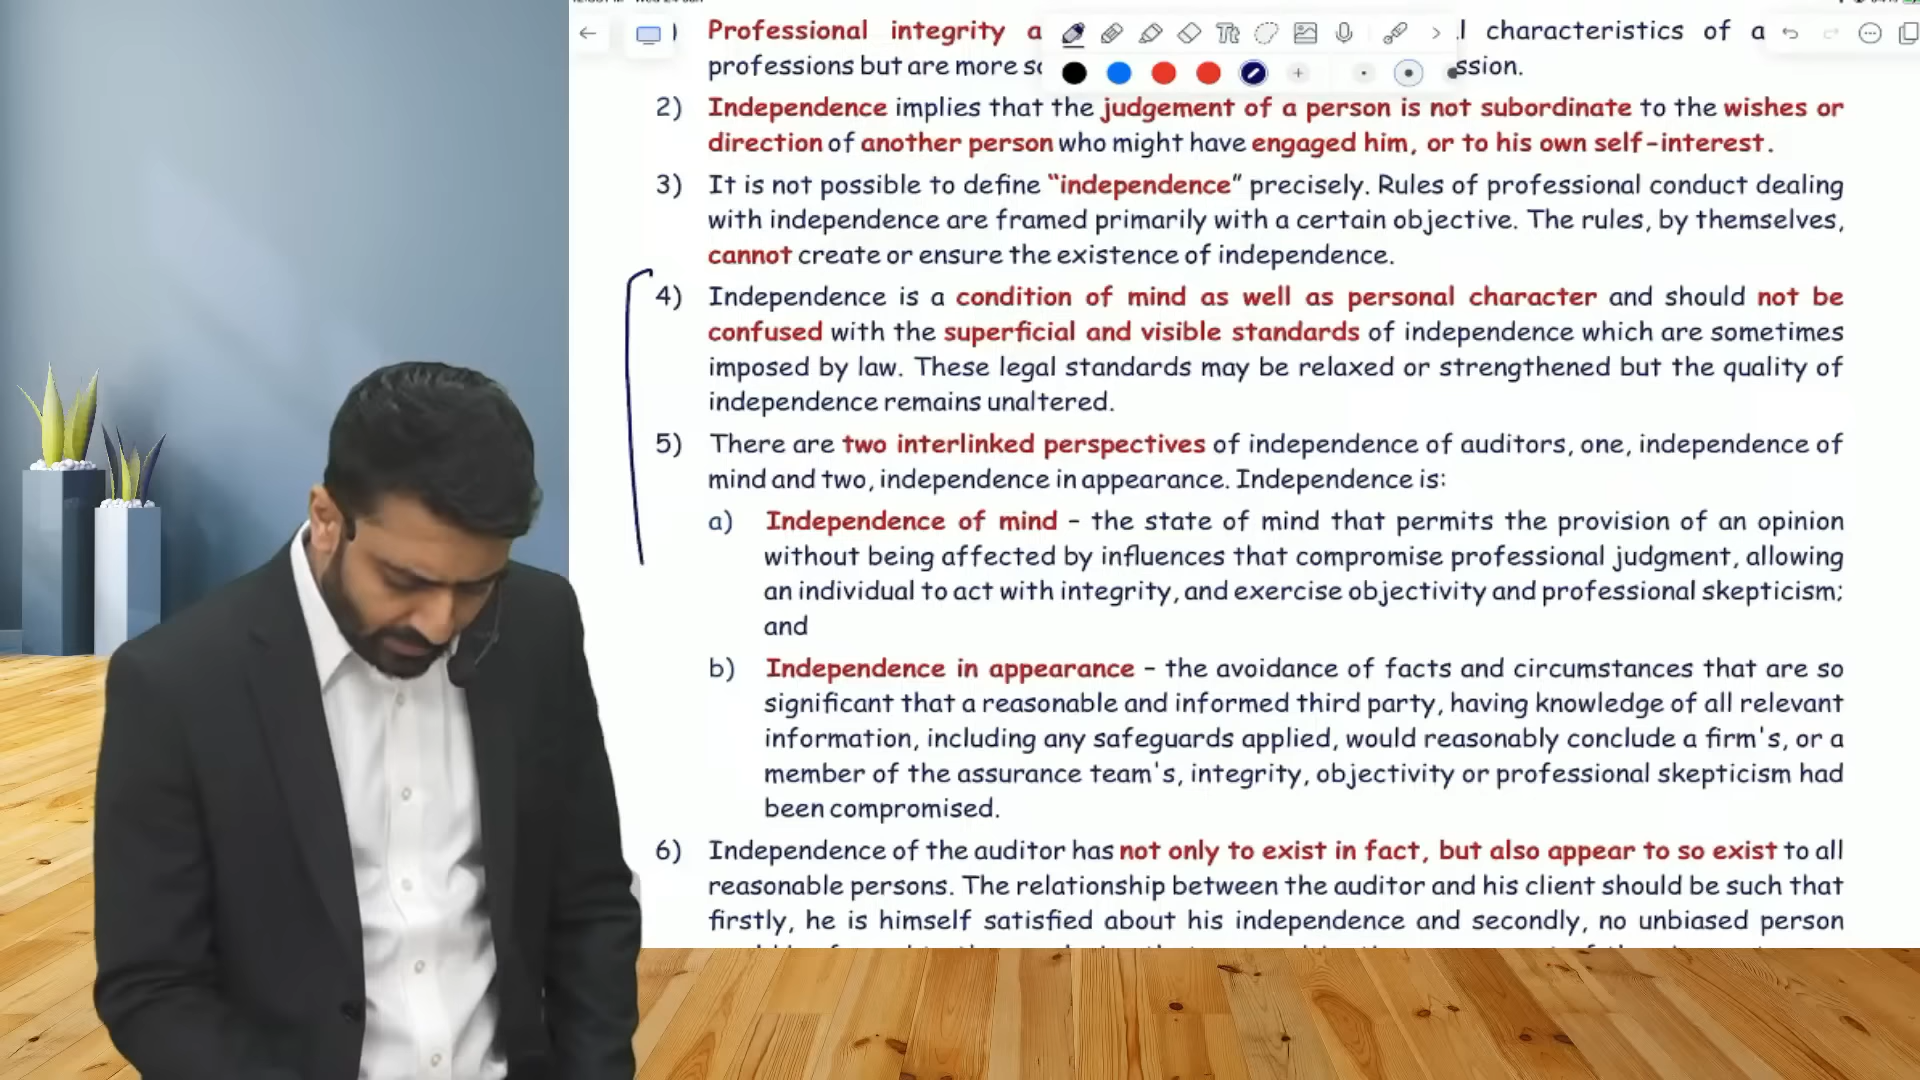 Professional integrity a l characteristics of a
professions but are more ssion.
2) Independence implies that the judgement of a person is not subordinate to the wishes or
direction of another person who might have engaged him, or to his own self-interest.
3) It is not possible to define “independence” precisely. Rules of professional conduct dealing
with independence are framed primarily with a certain objective. The rules, by themselves,
cannot create or ensure the existence of independence.
4) Independence is a condition of mind as well as personal character and should not be
confused with the superficial and visible standards of independence which are sometimes
imposed by law. These legal standards may be relaxed or strengthened but the quality of
independence remains unaltered.
5) There are two interlinked perspectives of independence of auditors, one, independence of
mind and two, independence in appearance. Independence is:
a) Independence of mind – the state of mind that permits the provision of an opinion
without being affected by influences that compromise professional judgment, allowing
an individual to act with integrity, and exercise objectivity and professional skepticism;
and
b) Independence in appearance – the avoidance of facts and circumstances that are so
significant that a reasonable and informed third party, having knowledge of all relevant
information, including any safeguards applied, would reasonably conclude a firm's, or a
member of the assurance team's, integrity, objectivity or professional skepticism had
been compromised.
6) Independence of the auditor has not only to exist in fact, but also appear to so exist to all
reasonable persons. The relationship between the auditor and his client should be such that
firstly, he is himself satisfied about his independence and secondly, no unbiased person